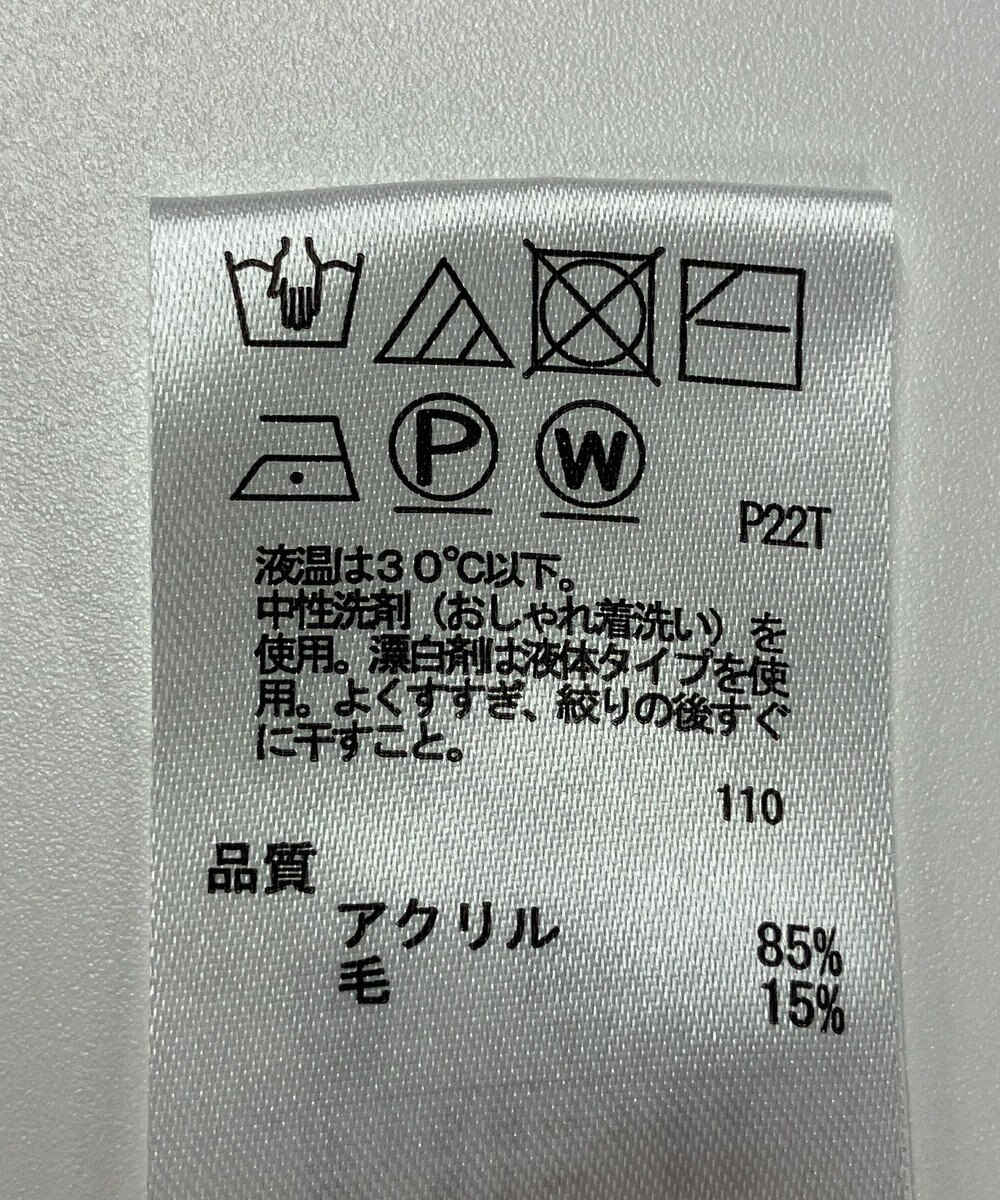 P W
P22T
液温は30℃以下。
中性洗剤（おしゃれ着洗い）を
使用。漂白剤は液体タイプを使
用。よくすすぎ、絞りの後すぐ
に干すこと。
110
品質
アクリル 85%
毛 15%